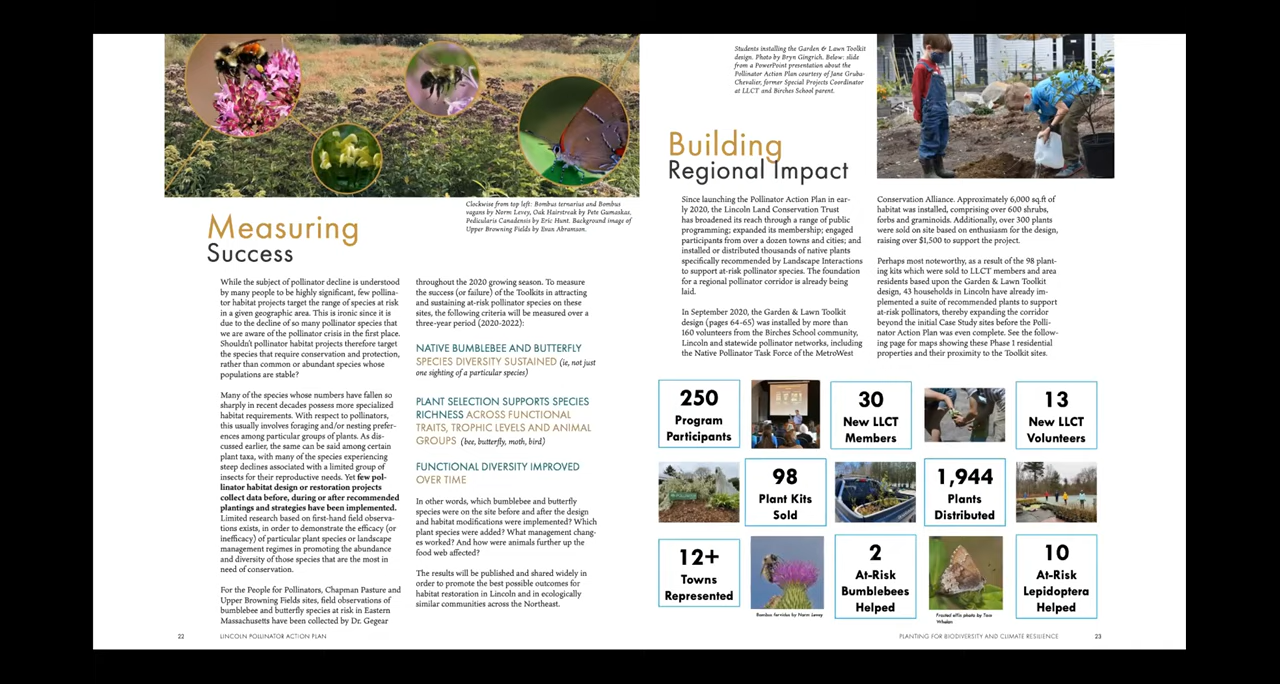 Clockwise from top left: Bombus ternarius and Bombus
vagans by Norm Levey, Oak Hairstreak by Pete Gumaskas,
Pedicularis Canadensis by Eric Hunt. Background image of
Upper Browning Fields by Evan Abramson.
Measuring
Success
While the subject of pollinator decline is understood
by many people to be highly significant, few pollina-
tor habitat projects target the range of species at risk
in a given geographic area. This is ironic since it is
due to the decline of so many pollinator species that
we are aware of the pollinator crisis in the first place.
Shouldn't pollinator habitat projects therefore target
the species that require conservation and protection,
rather than common or abundant species whose
populations are stable?
Many of the species whose numbers have fallen so
sharply in recent decades possess more specialized
habitat requirements. With respect to pollinators,
this usually involves foraging and/or nesting prefer-
ences among particular groups of plants. As dis-
cussed earlier, the same can be said among certain
plant taxa, with many of the species experiencing
steep declines associated with a limited group of
insects for their reproductive needs. Yet few pol-
linator habitat design or restoration projects
collect data before, during or after recommended
plantings and strategies have been implemented.
Limited research based on first-hand field observa-
tions exists, in order to demonstrate the efficacy (or
inefficacy) of particular plant species or landscape
management regimes in promoting the abundance
and diversity of those species that are the most in
need of conservation.
For the People for Pollinators, Chapman Pasture and
Upper Browning Fields sites, field observations of
bumblebee and butterfly species at risk in Eastern
Massachusetts have been collected by Dr. Gegear
throughout the 2020 growing season. To measure
the success (or failure) of the Toolkits in attracting
and sustaining at-risk pollinator species on these
sites, the following criteria will be measured over a
three-year period (2020-2022):
NATIVE BUMBLEBEE AND BUTTERFLY
SPECIES DIVERSITY SUSTAINED (ie, not just
one sighting of a particular species)
PLANT SELECTION SUPPORTS SPECIES
RICHNESS ACROSS FUNCTIONAL
TRAITS, TROPHIC LEVELS AND ANIMAL
GROUPS (bee, butterfly, moth, bird)
FUNCTIONAL DIVERSITY IMPROVED
OVER TIME
In other words, which bumblebee and butterfly
species were on the site before and after the design
and habitat modifications were implemented? Which
plant species were added? What management chang-
es worked? And how were animals further up the
food web affected?
The results will be published and shared widely in
order to promote the best possible outcomes for
habitat restoration in Lincoln and in ecologically
similar communities across the Northeast.
22 LINCOLN POLLINATOR ACTION PLAN
Students installing the Garden & Lawn Toolkit
design. Photo by Bryn Gingrich. Below: slide
from a PowerPoint presentation about the
Pollinator Action Plan courtesy of Jane Gruba-
Chevalier, former Special Projects Coordinator
at LLCT and Birches School parent.
Building
Regional Impact
Since launching the Pollinator Action Plan in ear-
ly 2020, the Lincoln Land Conservation Trust
has broadened its reach through a range of public
programming; expanded its membership; engaged
participants from over a dozen towns and cities; and
installed or distributed thousands of native plants
specifically recommended by Landscape Interactions
to support at-risk pollinator species. The foundation
for a regional pollinator corridor is already being
laid.
In September 2020, the Garden & Lawn Toolkit
design (pages 64-65) was installed by more than
160 volunteers from the Birches School community,
Lincoln and statewide pollinator networks, including
the Native Pollinator Task Force of the MetroWest
Conservation Alliance. Approximately 6,000 sq.ft of
habitat was installed, comprising over 600 shrubs,
forbs and graminoids. Additionally, over 300 plants
were sold on site based on enthusiasm for the design,
raising over $1,500 to support the project.
Perhaps most noteworthy, as a result of the 98 plant-
ing kits which were sold to LLCT members and area
residents based upon the Garden & Lawn Toolkit
design, 43 households in Lincoln have already im-
plemented a suite of recommended plants to support
at-risk pollinators, thereby expanding the corridor
beyond the initial Case Study sites before the Polli-
nator Action Plan was even complete. See the follow-
ing page for maps showing these Phase 1 residential
properties and their proximity to the Toolkit sites.
250
Program
Participants
30
New LLCT
Members
13
New LLCT
Volunteers
98
Plant Kits
Sold
1,944
Plants
Distributed
12+
Towns
Represented
Bombus fervidus by Norm Levey
2
At-Risk
Bumblebees
Helped
Frosted elfin photo by Tom
Whelan
10
At-Risk
Lepidoptera
Helped
PLANTING FOR BIODIVERSITY AND CLIMATE RESILIENCE 23